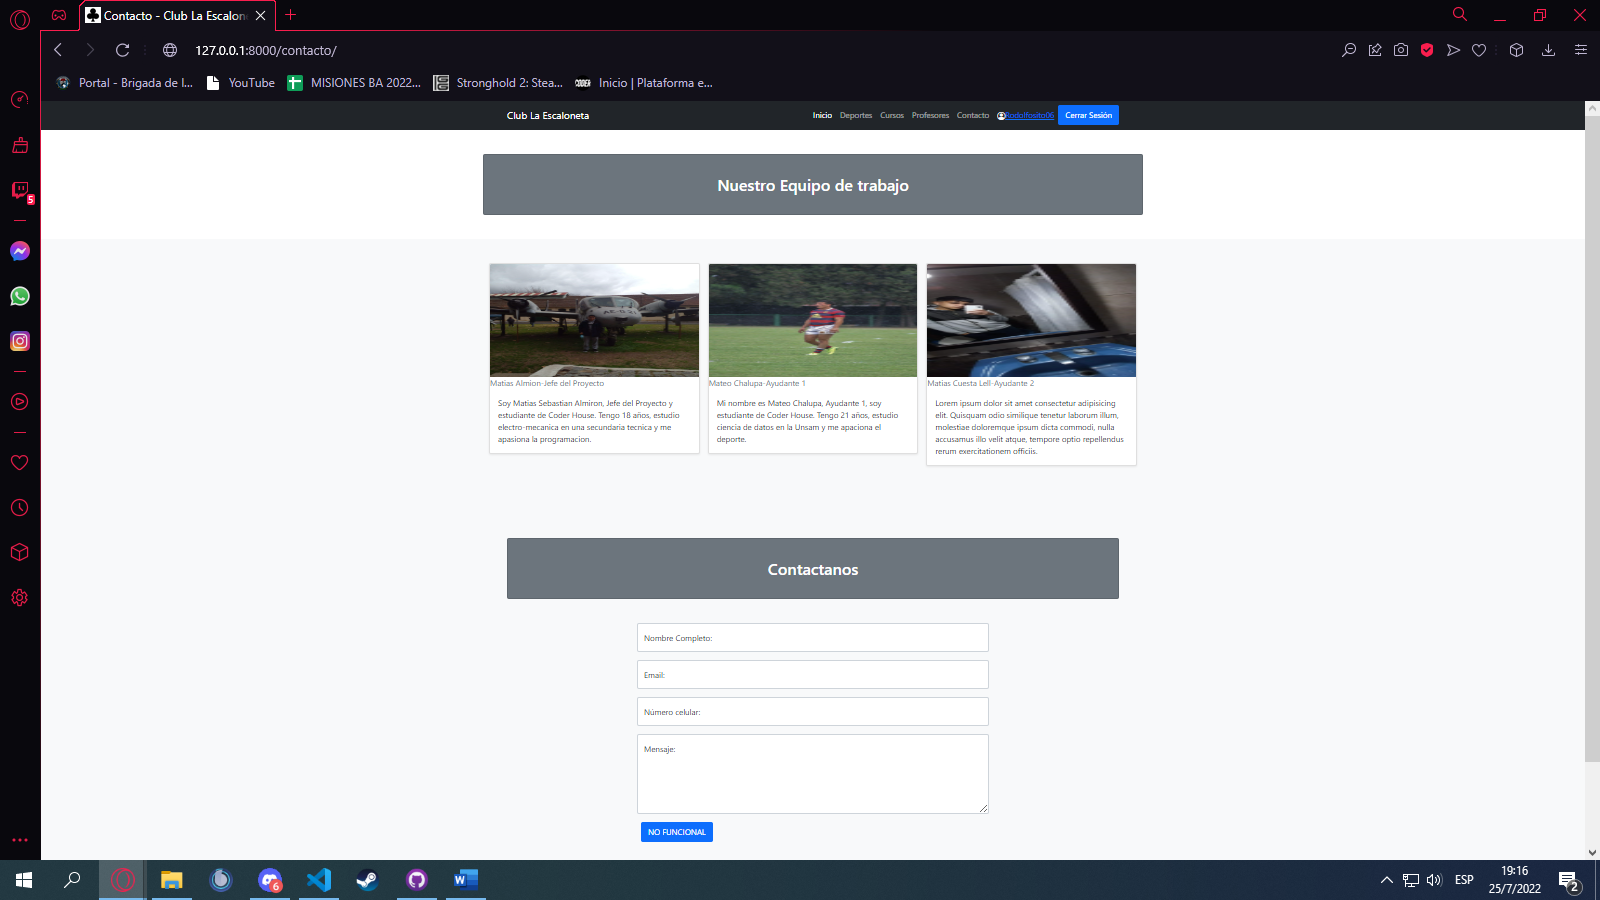 Contacto - Club La Escalone
127.0.0.1:8000/contacto/
Portal - Brigada de I...
YouTube
MISIONES BA 2022...
Stronghold 2: Stea...
CODER
Inicio | Plataforma e...
Club La Escaloneta
Inicio
Deportes
Cursos
Profesores
Contacto
Rodolfosito06
Cerrar Sesión
5
Nuestro Equipo de trabajo
Matias Almion-Jefe del Proyecto
Soy Matias Sebastian Almiron, Jefe del Proyecto y
estudiante de Coder House. Tengo 18 años, estudio
electro-mecanica en una secundaria tecnica y me
apasiona la programacion.
Mateo Chalupa-Ayudante 1
Mi nombre es Mateo Chalupa, Ayudante 1, soy
estudiante de Coder House. Tengo 21 años, estudio
ciencia de datos en la Unsam y me apaciona el
deporte.
Matias Cuesta Lell-Ayudante 2
Lorem ipsum dolor sit amet consectetur adipisicing
elit. Quisquam odio similique tenetur laborum illum,
molestiae doloremque ipsum dicta commodi, nulla
accusamus illo velit atque, tempore optio repellendus
rerum exercitationem officiis.
Contactanos
Nombre Completo:
Email:
Número celular:
Mensaje:
NO FUNCIONAL
6
ESP
19:16
25/7/2022
2